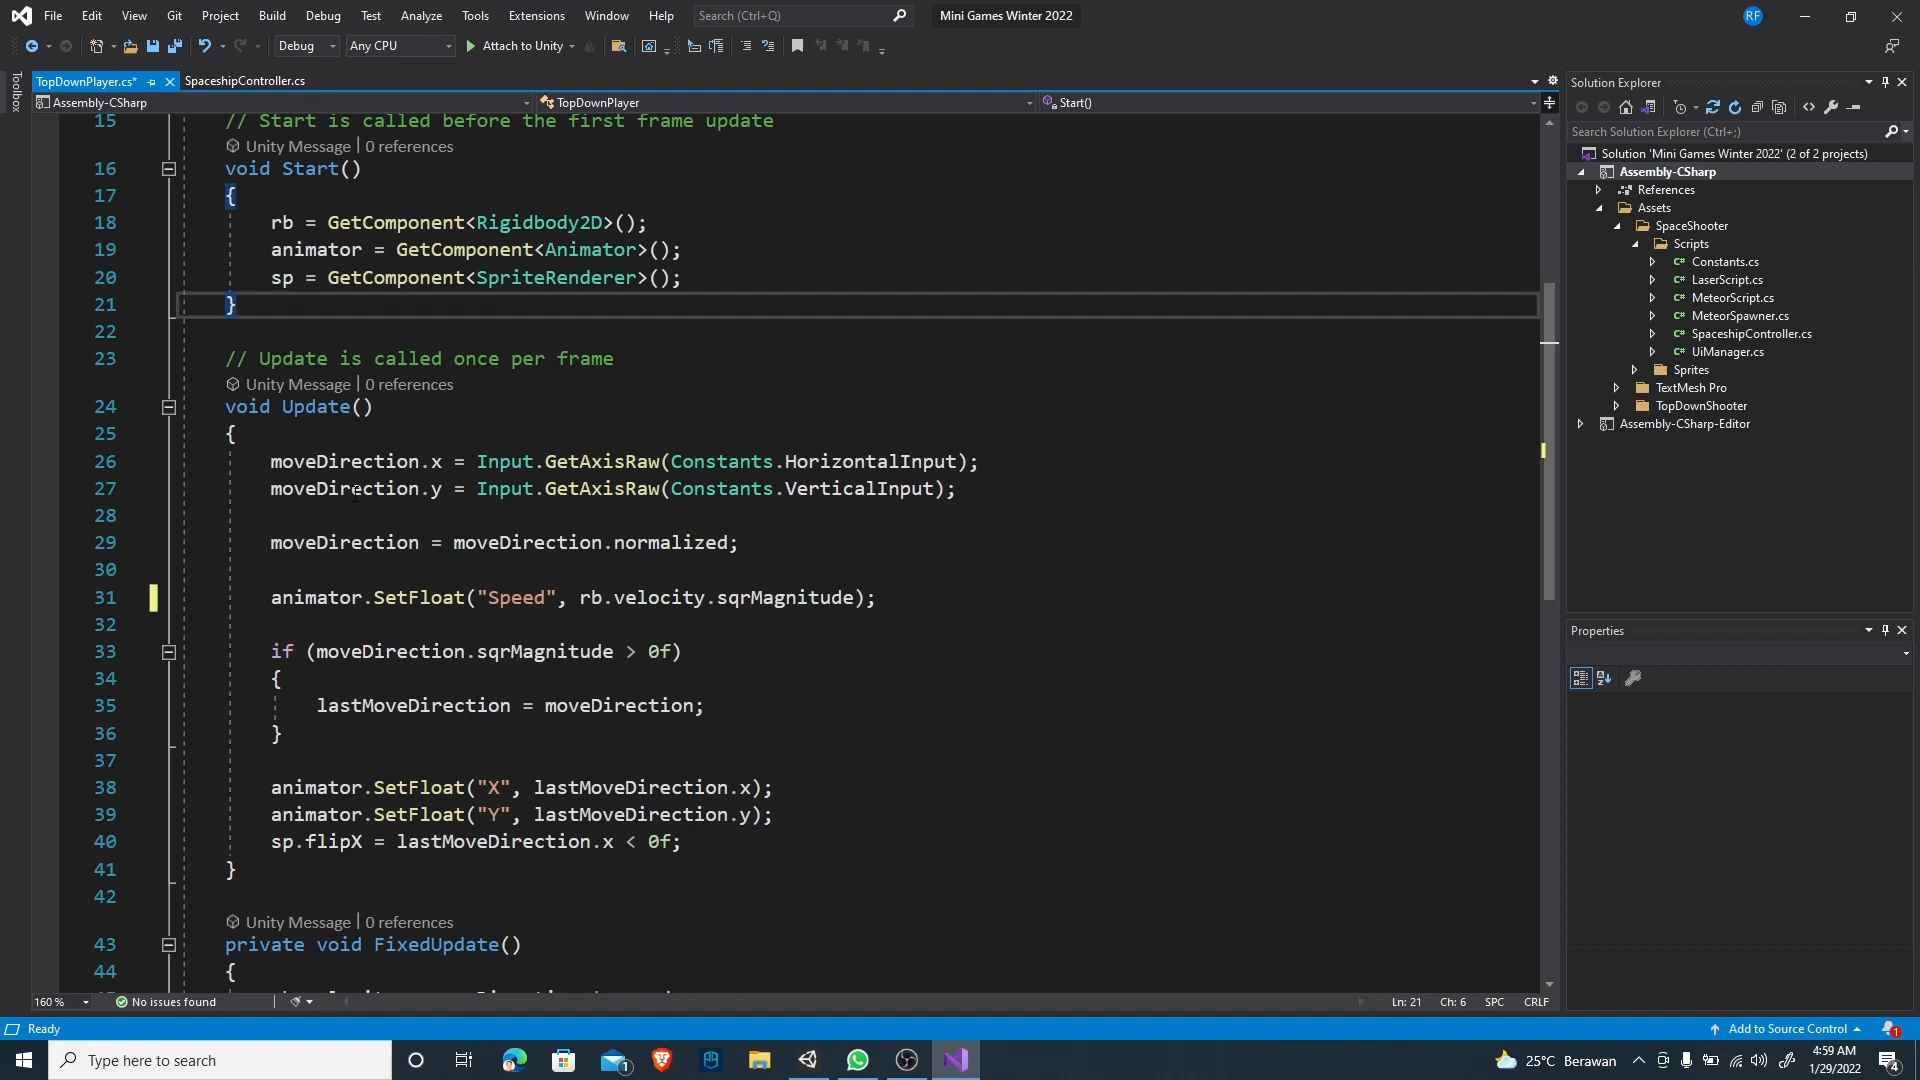 File Edit View Git Project Build Debug Test Analyze Tools Extensions Window Help Search (Ctrl+Q) Mini Games Winter 2022 RF
Debug Any CPU Attach to Unity
Toolbox
TopDownPlayer.cs* SpaceshipController.cs
Assembly-CSharp TopDownPlayer Start()
15 // Start is called before the first frame update
Unity Message | 0 references
16 void Start()
17 {
18 rb = GetComponent<Rigidbody2D>();
19 animator = GetComponent<Animator>();
20 sp = GetComponent<SpriteRenderer>();
21 }
22
23 // Update is called once per frame
Unity Message | 0 references
24 void Update()
25 {
26 moveDirection.x = Input.GetAxisRaw(Constants.HorizontalInput);
27 moveDirection.y = Input.GetAxisRaw(Constants.VerticalInput);
28
29 moveDirection = moveDirection.normalized;
30
31 animator.SetFloat("Speed", rb.velocity.sqrMagnitude);
32
33 if (moveDirection.sqrMagnitude > 0f)
34 {
35 lastMoveDirection = moveDirection;
36 }
37
38 animator.SetFloat("X", lastMoveDirection.x);
39 animator.SetFloat("Y", lastMoveDirection.y);
40 sp.flipX = lastMoveDirection.x < 0f;
41 }
42
Unity Message | 0 references
43 private void FixedUpdate()
44 {
160 % No issues found Ln: 21 Ch: 6 SPC CRLF
Solution Explorer
Search Solution Explorer (Ctrl+;)
Solution 'Mini Games Winter 2022' (2 of 2 projects)
Assembly-CSharp
References
Assets
SpaceShooter
Scripts
C# Constants.cs
C# LaserScript.cs
C# MeteorScript.cs
C# MeteorSpawner.cs
C# SpaceshipController.cs
C# UiManager.cs
Sprites
TextMesh Pro
TopDownShooter
Assembly-CSharp-Editor
Properties
Ready Add to Source Control 1
Type here to search 1 25°C Berawan 4:59 AM
1/29/2022 4